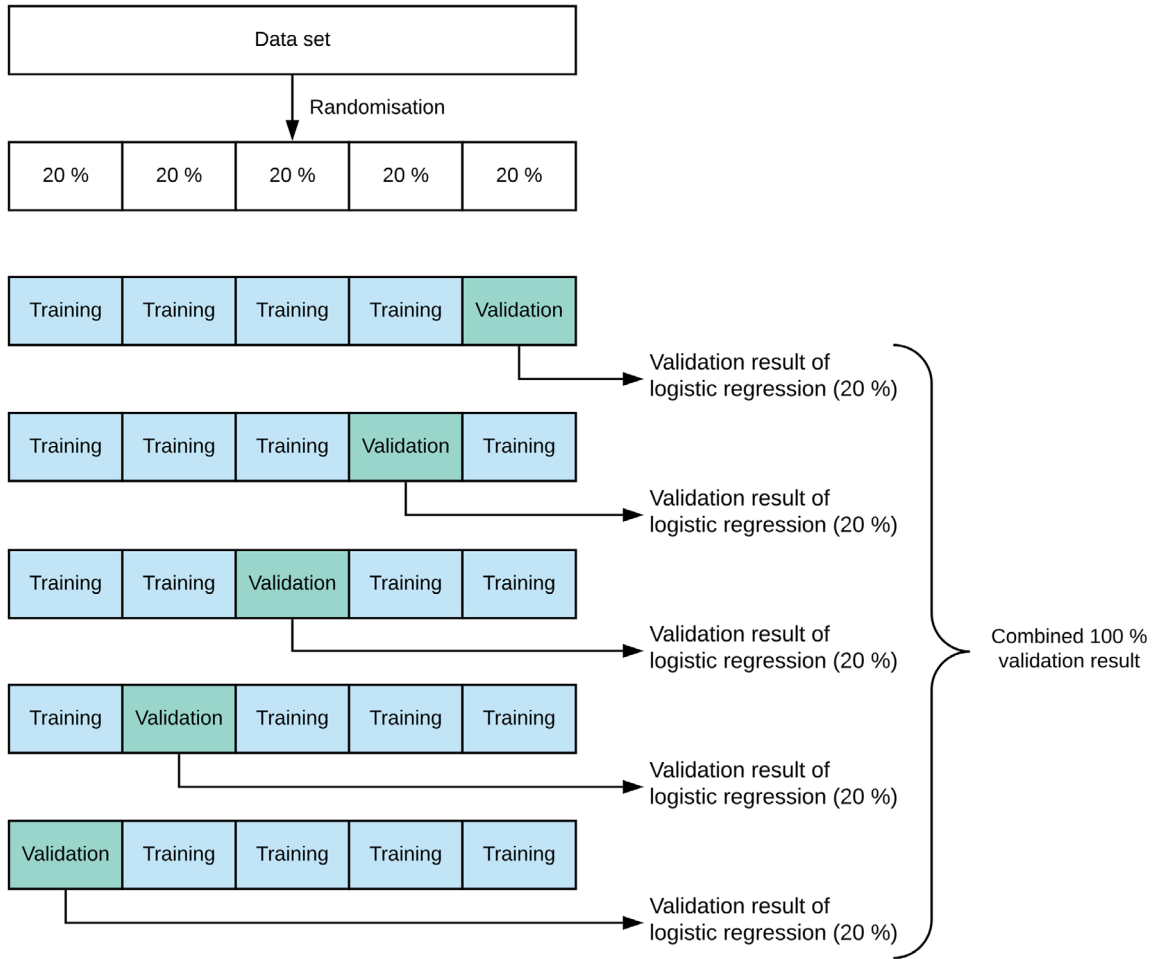 Data set
Randomisation
20 % 20 % 20 % 20 % 20 %
Training Training Training Training Validation
Validation result of
logistic regression (20 %)
Training Training Training Validation Training
Validation result of
logistic regression (20 %)
Training Training Validation Training Training
Validation result of
logistic regression (20 %)
Combined 100 %
validation result
Training Validation Training Training Training
Validation result of
logistic regression (20 %)
Validation Training Training Training Training
Validation result of
logistic regression (20 %)